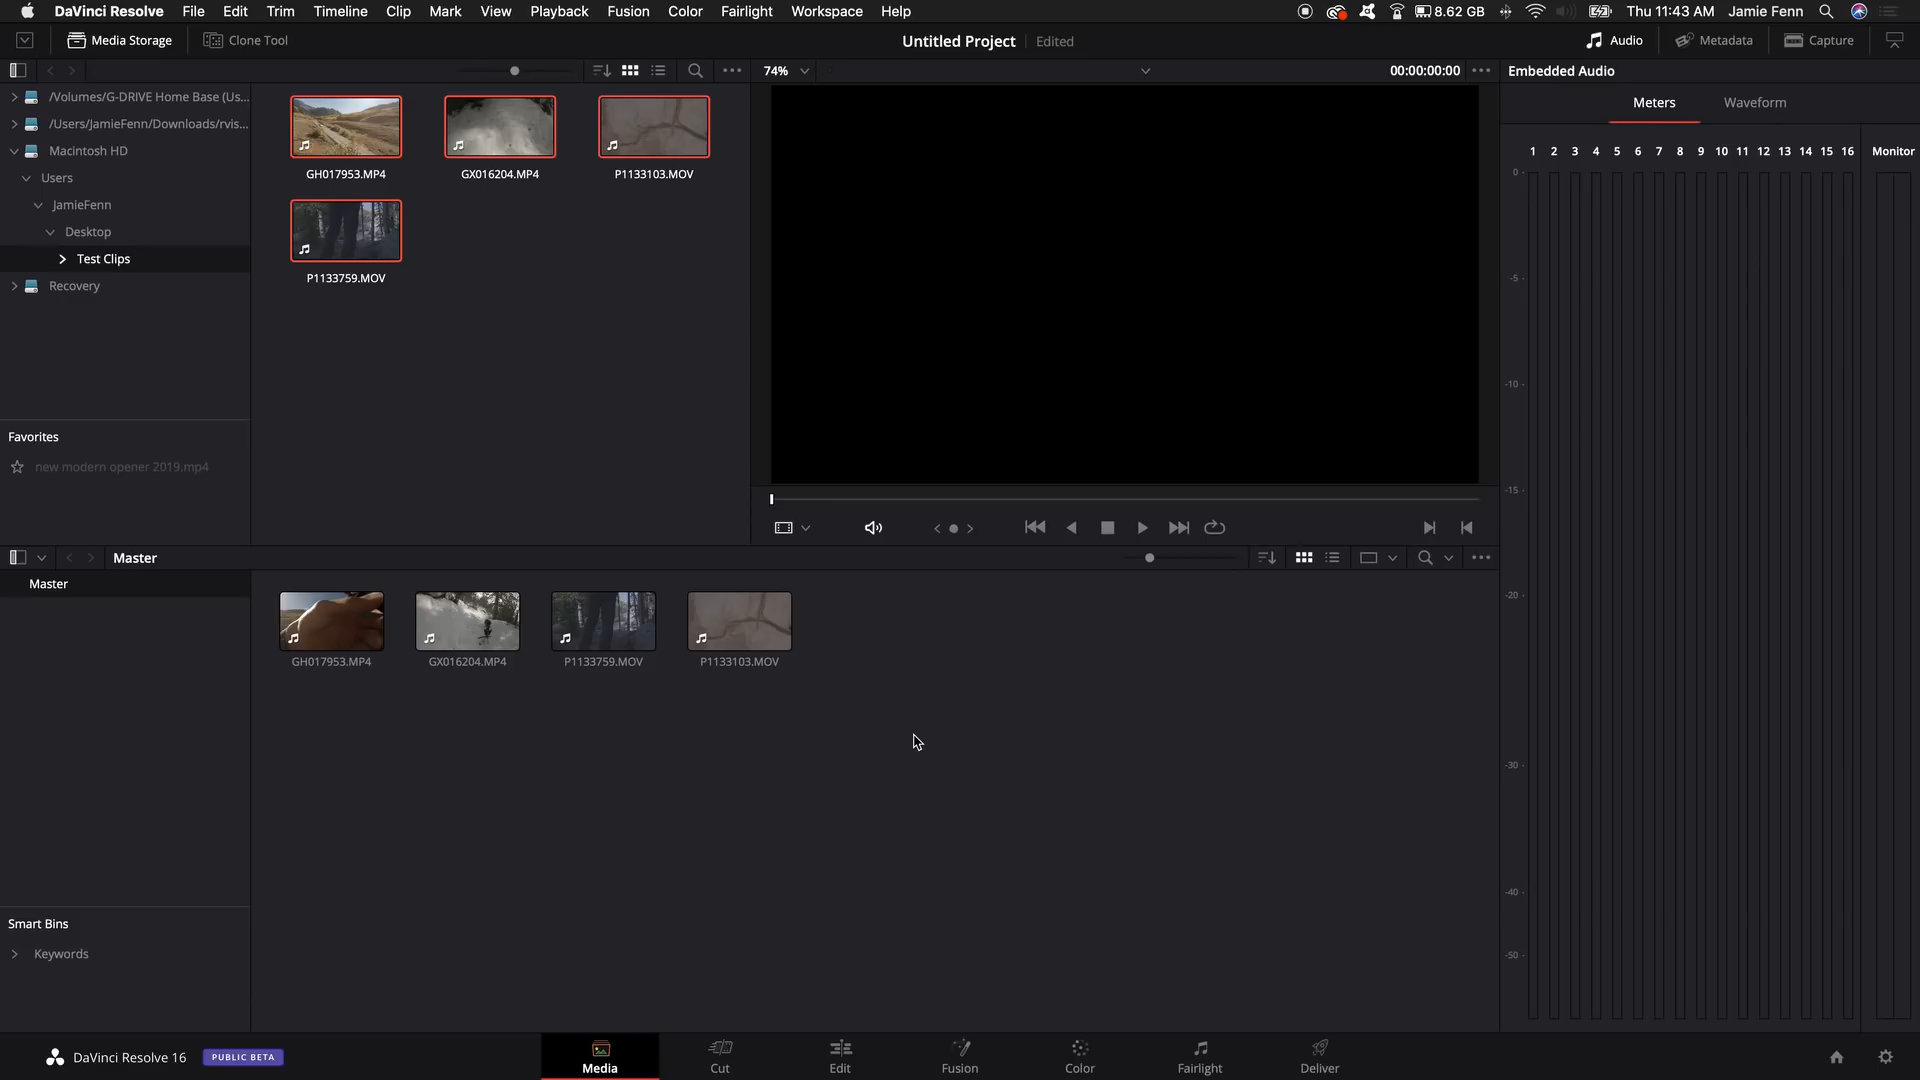 DaVinci Resolve File Edit Trim Timeline Clip Mark View Playback Fusion Color Fairlight Workspace Help 8.62 GB Thu 11:43 AM Jamie Fenn
Media Storage Clone Tool Untitled Project Edited Audio Metadata Capture
74% 00:00:00:00 Embedded Audio
/Volumes/G-DRIVE Home Base (Us...
/Users/JamieFenn/Downloads/rvis...
Macintosh HD
Users
JamieFenn
Desktop
Test Clips
Recovery
GH017953.MP4 GX016204.MP4 P1133103.MOV
P1133759.MOV
Meters Waveform
1 2 3 4 5 6 7 8 9 10 11 12 13 14 15 16 Monitor
0
-5
-10
-15
-20
-30
-40
-50
Favorites
new modern opener 2019.mp4
Master
Master
GH017953.MP4 GX016204.MP4 P1133759.MOV P1133103.MOV
Smart Bins
Keywords
DaVinci Resolve 16 PUBLIC BETA
Media Cut Edit Fusion Color Fairlight Deliver